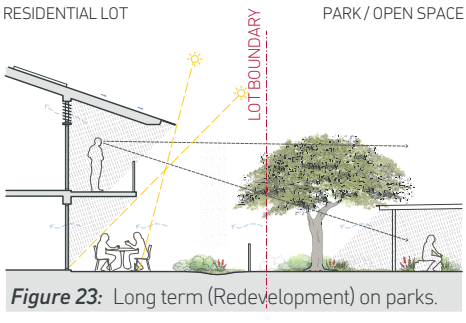 RESIDENTIAL LOT
PARK / OPEN SPACE
LOT BOUNDARY
Figure 23: Long term (Redevelopment) on parks.